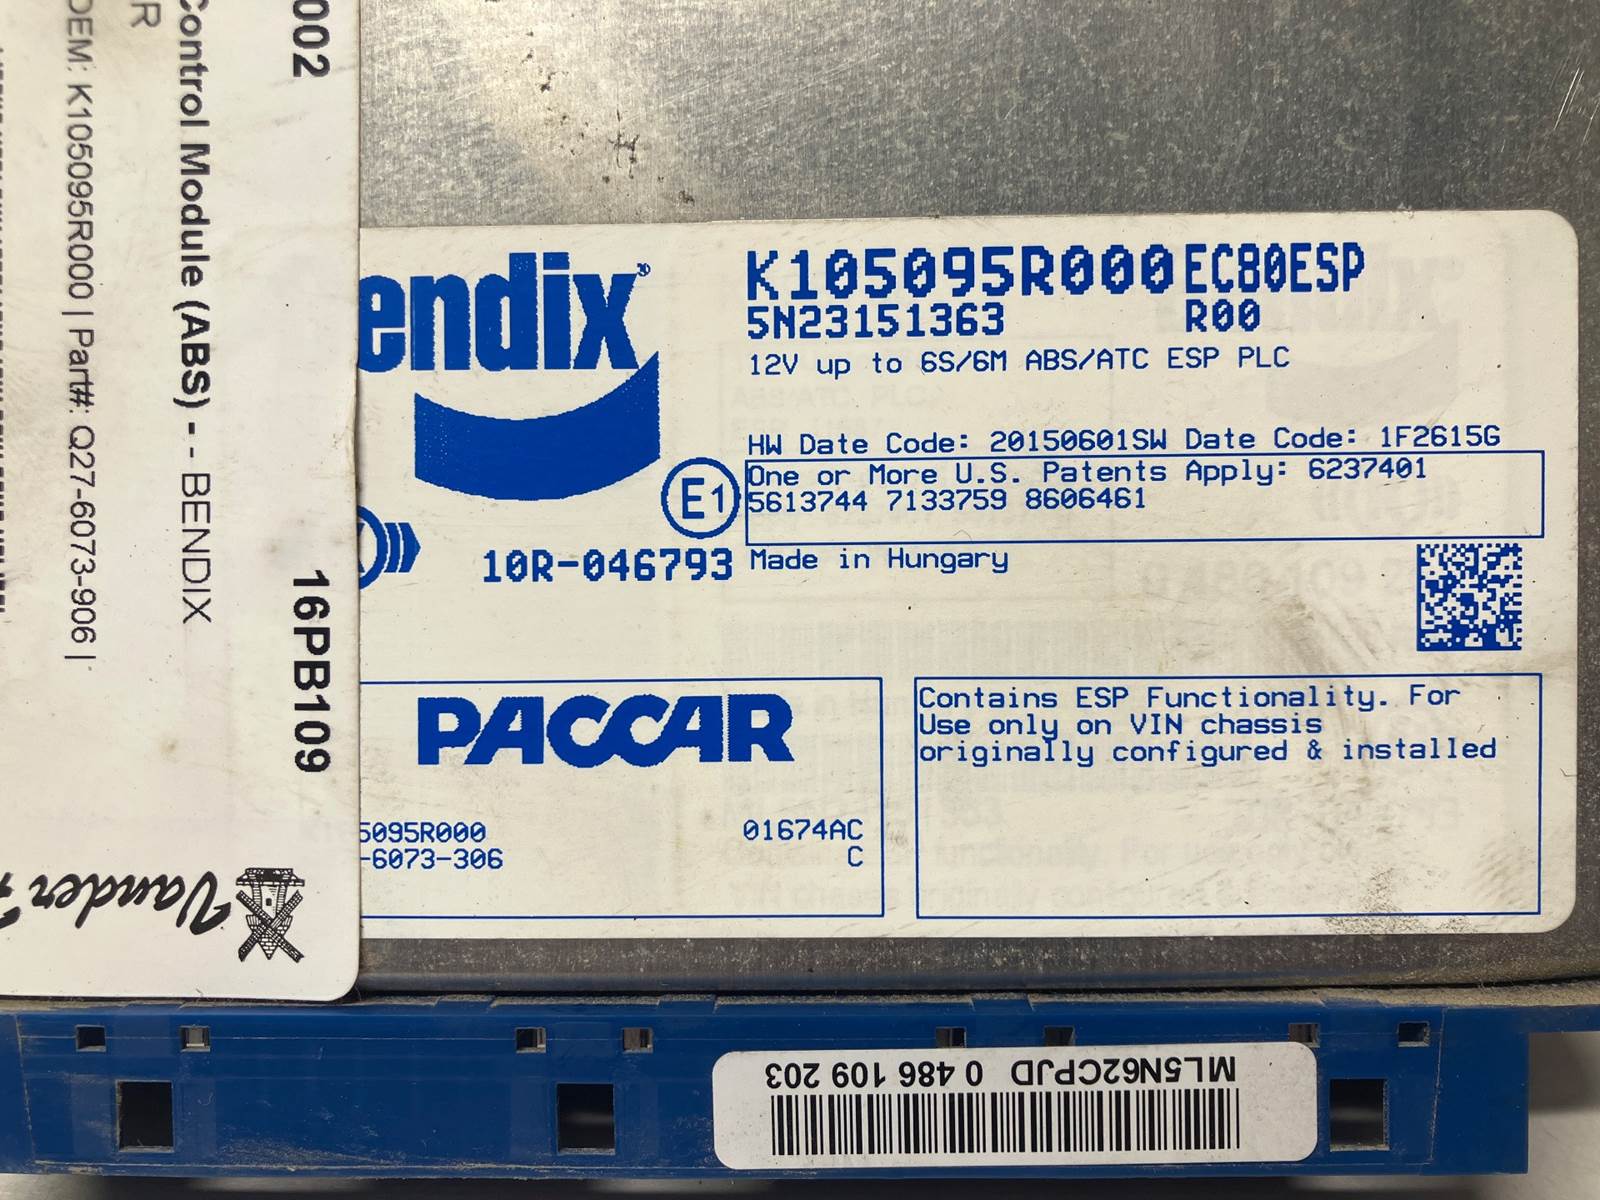 002
16PB109
Control Module (ABS) - - BENDIX
R
OEM: K105095R000 | Part#: Q27-6073-906 |
Vander
endix®
K105095R000 EC80ESP
5N23151363 R00
12V up to 6S/6M ABS/ATC ESP PLC
HW Date Code: 20150601SW Date Code: 1F2615G
One or More U.S. Patents Apply: 6237401
5613744 7133759 8606461
E1
10R-046793
Made in Hungary
PACCAR
5095R000 01674AC
-6073-306 C
Contains ESP Functionality. For
Use only on VIN chassis
originally configured & installed
ML5N62CPJD 0 486 109 203